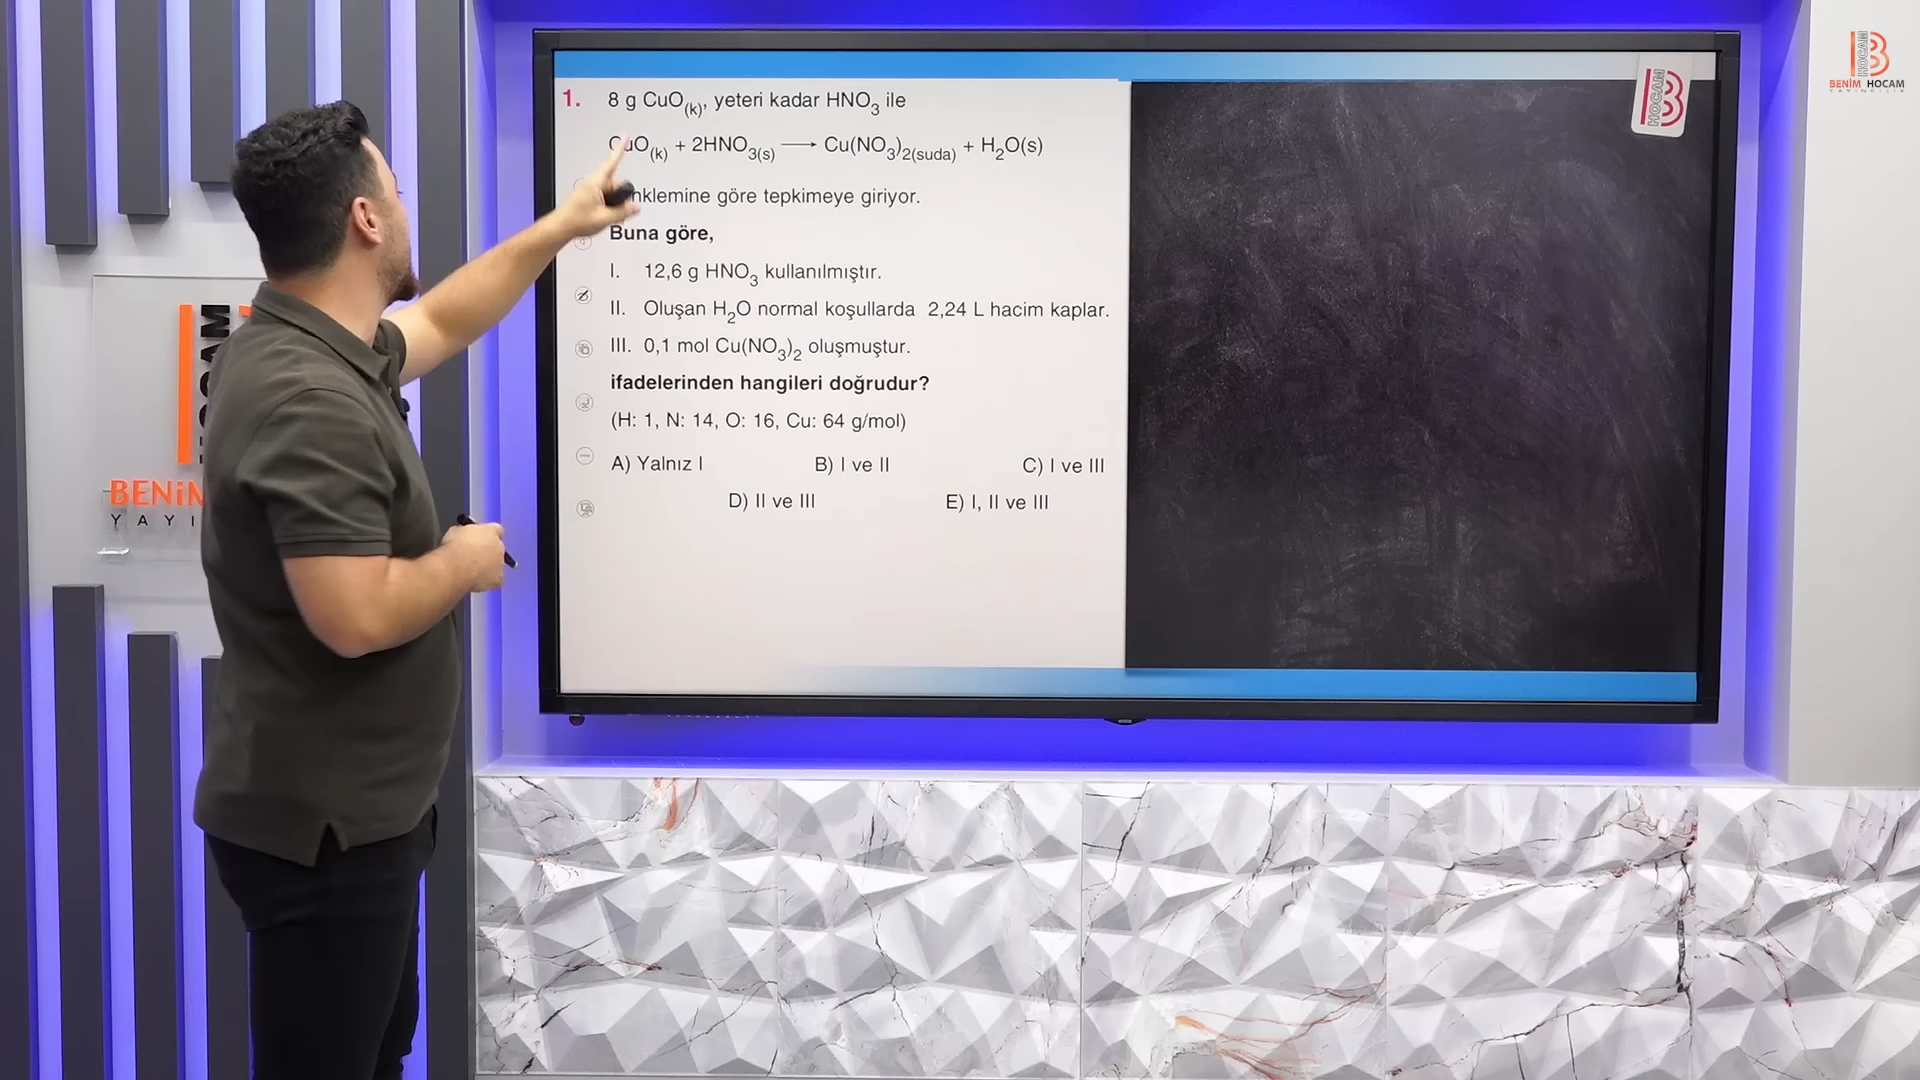 1. 8 g CuO(k), yeteri kadar HNO3 ile
CuO(k) + 2HNO3(s) ⟶ Cu(NO3)2(suda) + H2O(s)
nklemine göre tepkimeye giriyor.
Buna göre,
I. 12,6 g HNO3 kullanılmıştır.
II. Oluşan H2O normal koşullarda 2,24 L hacim kaplar.
III. 0,1 mol Cu(NO3)2 oluşmuştur.
ifadelerinden hangileri doğrudur?
(H: 1, N: 14, O: 16, Cu: 64 g/mol)
A) Yalnız I B) I ve II C) I ve III
D) II ve III E) I, II ve III
HOCAM
HOCAM
BENİM HOCAM
YAYINCILIK
BENİM
YAYI